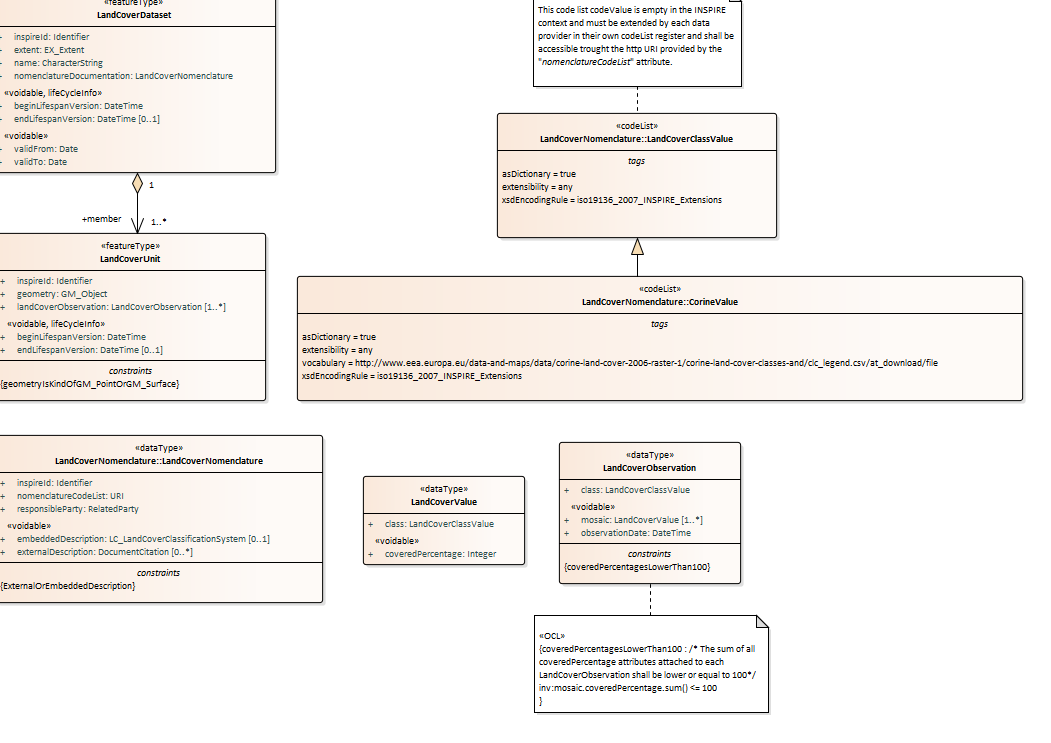 «featureType»
LandCoverDataset
+ inspireId: Identifier
+ extent: EX_Extent
+ name: CharacterString
+ nomenclatureDocumentation: LandCoverNomenclature
«voidable, lifeCycleInfo»
+ beginLifespanVersion: DateTime
+ endLifespanVersion: DateTime [0..1]
«voidable»
+ validFrom: Date
+ validTo: Date
1
+member
1..*
«featureType»
LandCoverUnit
+ inspireId: Identifier
+ geometry: GM_Object
+ landCoverObservation: LandCoverObservation [1..*]
«voidable, lifeCycleInfo»
+ beginLifespanVersion: DateTime
+ endLifespanVersion: DateTime [0..1]
constraints
{geometryIsKindOfGM_PointOrGM_Surface}
This code list codeValue is empty in the INSPIRE
context and must be extended by each data
provider in their own codeList register and shall be
accessible trought the http URI provided by the
"nomenclatureCodeList" attribute.
«codeList»
LandCoverNomenclature::LandCoverClassValue
tags
asDictionary = true
extensibility = any
xsdEncodingRule = iso19136_2007_INSPIRE_Extensions
«codeList»
LandCoverNomenclature::CorineValue
tags
asDictionary = true
extensibility = any
vocabulary = http://www.eea.europa.eu/data-and-maps/data/corine-land-cover-2006-raster-1/corine-land-cover-classes-and/clc_legend.csv/at_download/file
xsdEncodingRule = iso19136_2007_INSPIRE_Extensions
«dataType»
LandCoverNomenclature::LandCoverNomenclature
+ inspireId: Identifier
+ nomenclatureCodeList: URI
+ responsibleParty: RelatedParty
«voidable»
+ embeddedDescription: LC_LandCoverClassificationSystem [0..1]
+ externalDescription: DocumentCitation [0..*]
constraints
{ExternalOrEmbeddedDescription}
«dataType»
LandCoverValue
+ class: LandCoverClassValue
«voidable»
+ coveredPercentage: Integer
«dataType»
LandCoverObservation
+ class: LandCoverClassValue
«voidable»
+ mosaic: LandCoverValue [1..*]
+ observationDate: DateTime
constraints
{coveredPercentagesLowerThan100}
«OCL»
{coveredPercentagesLowerThan100 : /* The sum of all
coveredPercentage attributes attached to each
LandCoverObservation shall be lower or equal to 100*/
inv:mosaic.coveredPercentage.sum() <= 100
}